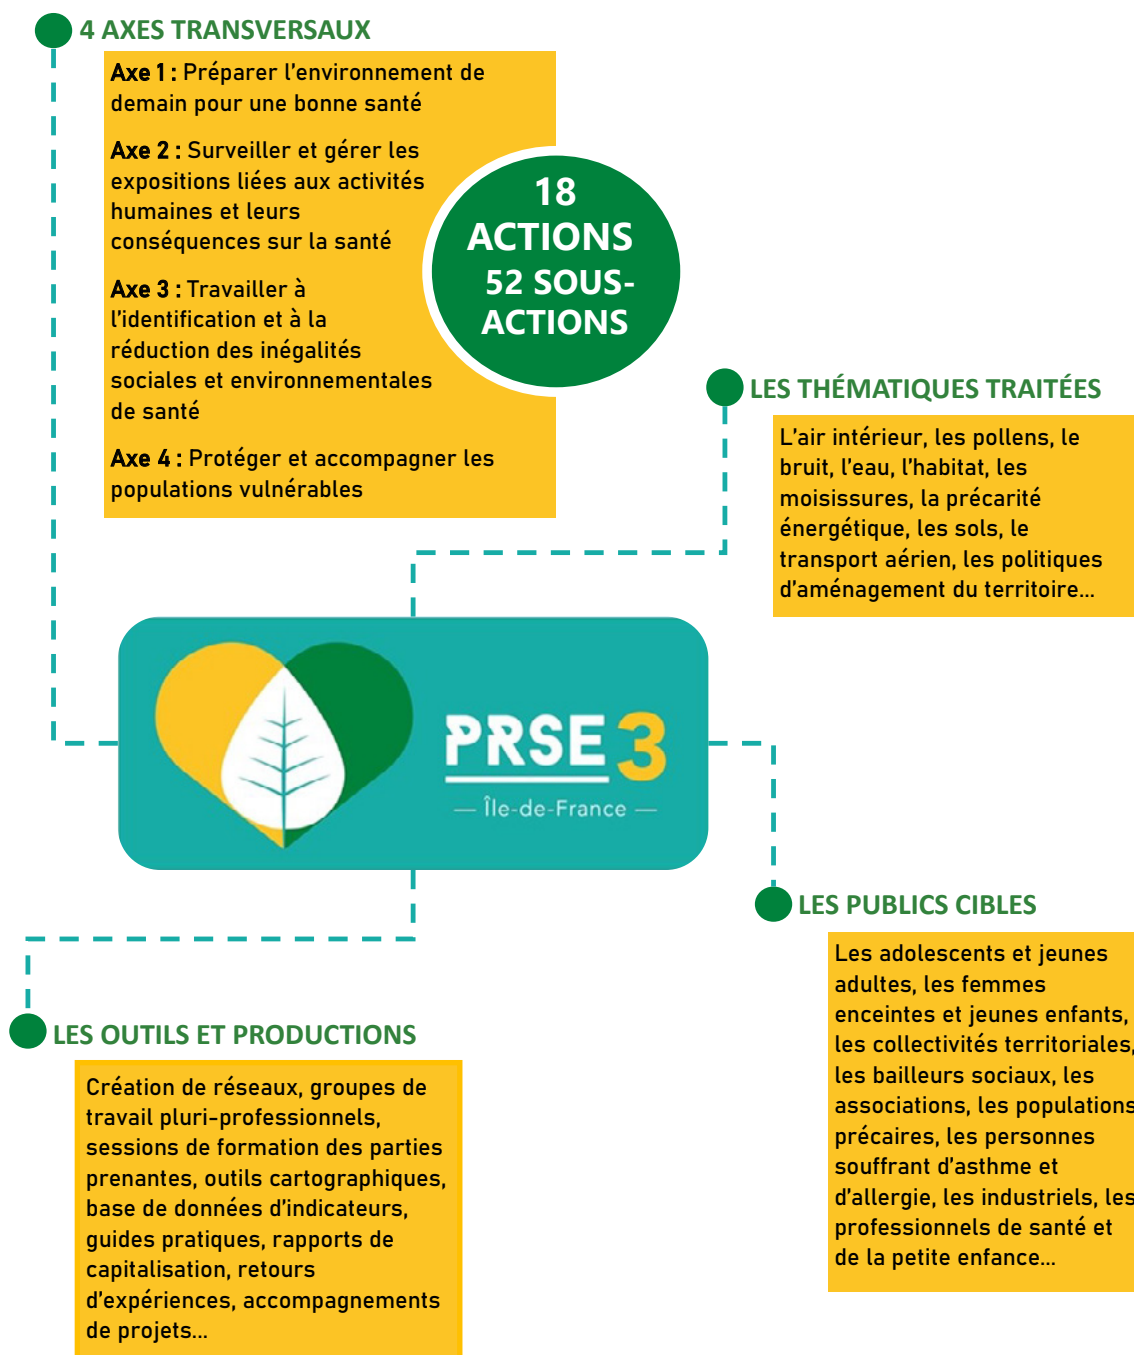 4 AXES TRANSVERSAUX
Axe 1 : Préparer l'environnement de
demain pour une bonne santé
Axe 2 : Surveiller et gérer les
expositions liées aux activités
humaines et leurs
conséquences sur la santé
Axe 3 : Travailler à
l'identification et à la
réduction des inégalités
sociales et environnementales
de santé
Axe 4 : Protéger et accompagner les
populations vulnérables
18
ACTIONS
52 SOUS-
ACTIONS
LES THÉMATIQUES TRAITÉES
L'air intérieur, les pollens, le
bruit, l'eau, l'habitat, les
moisissures, la précarité
énergétique, les sols, le
transport aérien, les politiques
d'aménagement du territoire...
PRSE 3
— Île-de-France —
LES PUBLICS CIBLES
Les adolescents et jeunes
adultes, les femmes
enceintes et jeunes enfants,
les collectivités territoriales,
les bailleurs sociaux, les
associations, les populations
précaires, les personnes
souffrant d'asthme et
d'allergie, les industriels, les
professionnels de santé et
de la petite enfance...
LES OUTILS ET PRODUCTIONS
Création de réseaux, groupes de
travail pluri-professionnels,
sessions de formation des parties
prenantes, outils cartographiques,
base de données d'indicateurs,
guides pratiques, rapports de
capitalisation, retours
d'expériences, accompagnements
de projets...